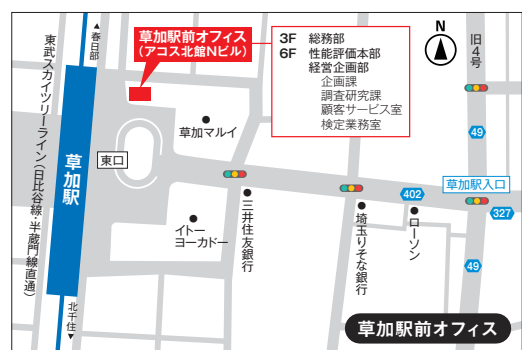 ▲春日部
東武スカイツリーライン（日比谷線・半蔵門線直通）
草加駅
北千住▼
東口
草加駅前オフィス
（アコス北館Nビル）
3F 総務部
6F 性能評価本部
経営企画部
企画課
調査研究課
顧客サービス室
検定業務室
N
旧4号
草加マルイ
49
草加駅入口
402
327
イトー
ヨーカドー
三井住友銀行
埼玉りそな銀行
ローソン
49
草加駅前オフィス